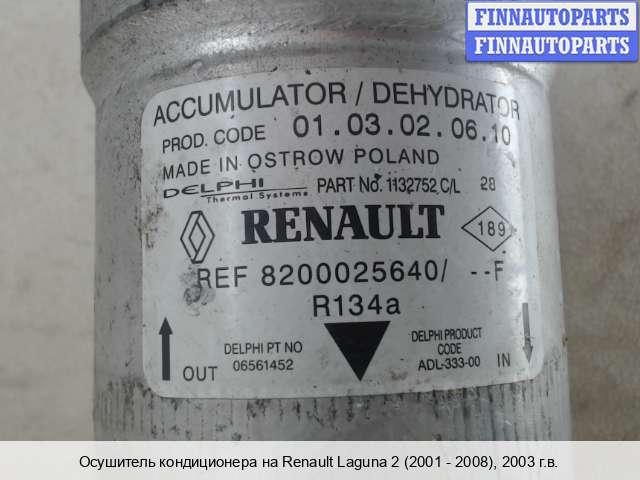 FINNAUTOPARTS
FINNAUTOPARTS
ACCUMULATOR / DEHYDRATOR
PROD. CODE 01.03.02.06.10
MADE IN OSTROW POLAND
DELPHI PART No. 1132752 C/L 28
Thermal Systems
RENAULT 189
REF 8200025640/ --F
R134a
DELPHI PT NO
06561452
DELPHI PRODUCT
CODE
ADL-333-00
OUT
IN
Осушитель кондиционера на Renault Laguna 2 (2001 - 2008), 2003 г.в.